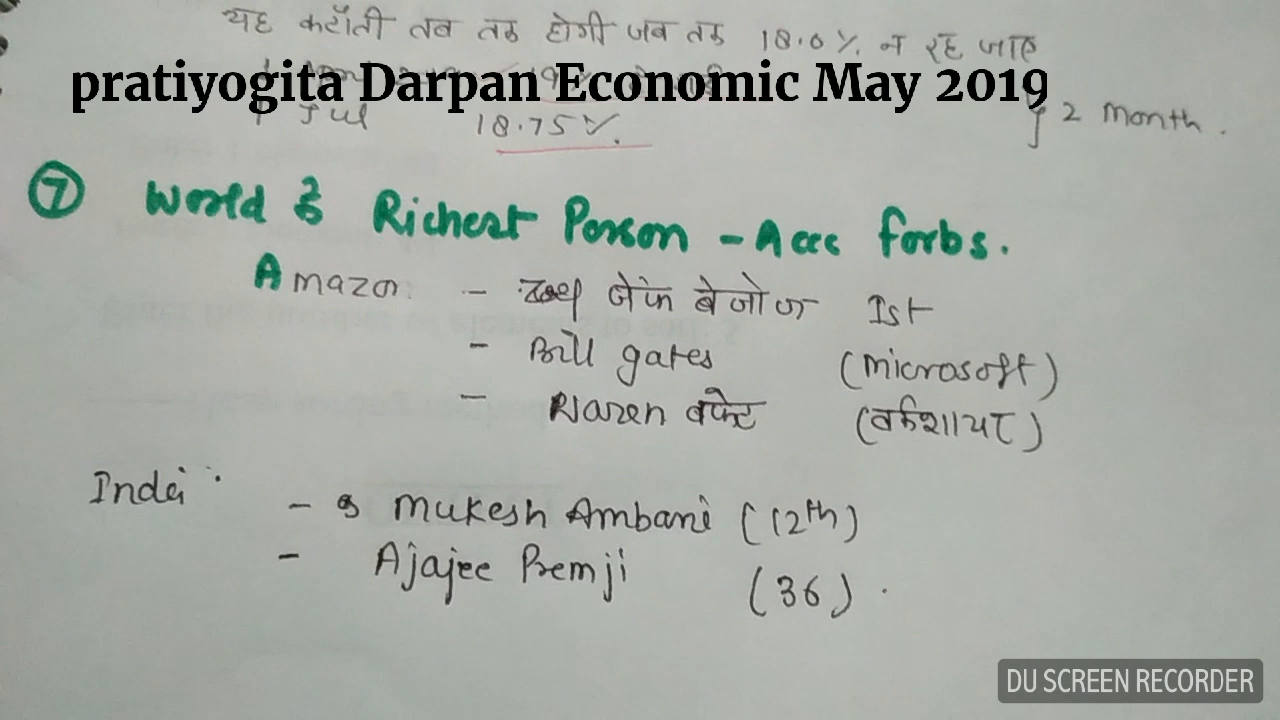 यह कटौती तब तक होगी जब तक 18.0%. न रह जाए
pratiyogita Darpan Economic May 2019
Jul 18.75%. } 2 Month.
⑦ World के Richest Person - Acc forbs.
Amazon - जेफ बेजोज Ist
- Bill gates (Microsoft)
- Waren बफेट (बर्कशायर)
Indai
- Mukesh Ambani (12th)
- Ajajee Premji (36).
DU SCREEN RECORDER